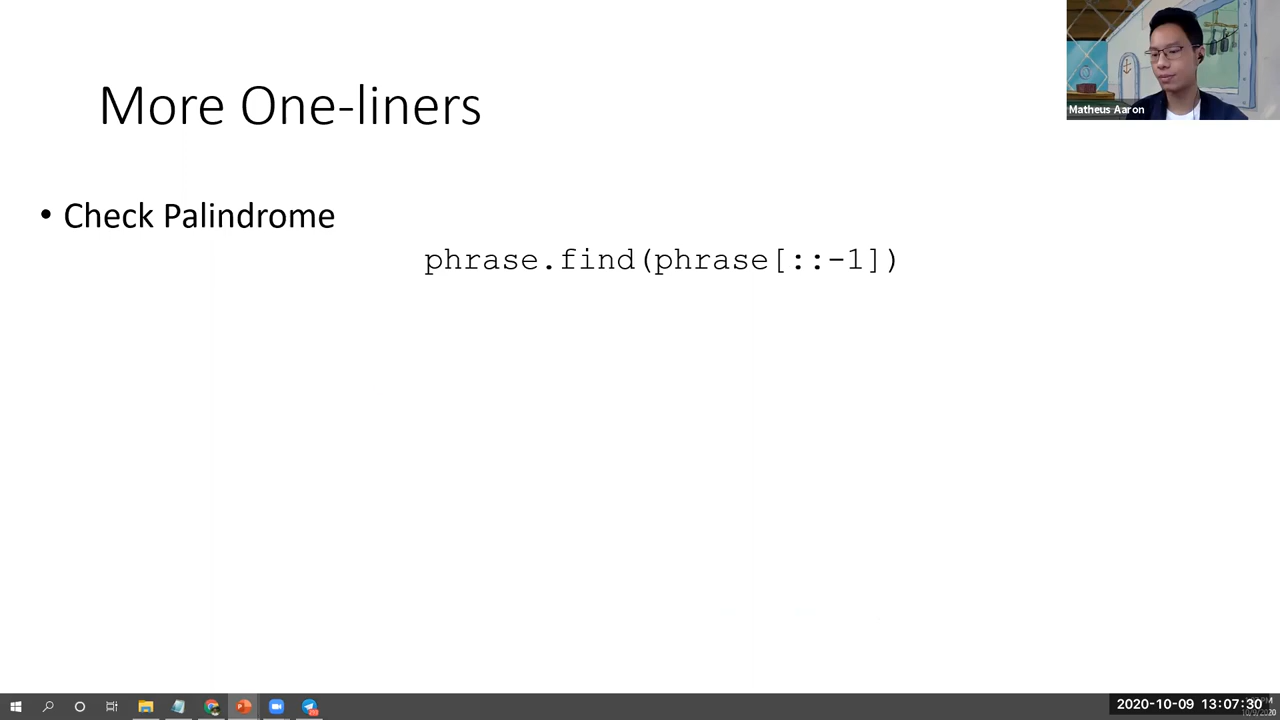 More One-liners
Matheus Aaron
• Check Palindrome
phrase.find(phrase[::-1])
2020-10-09 13:07:30